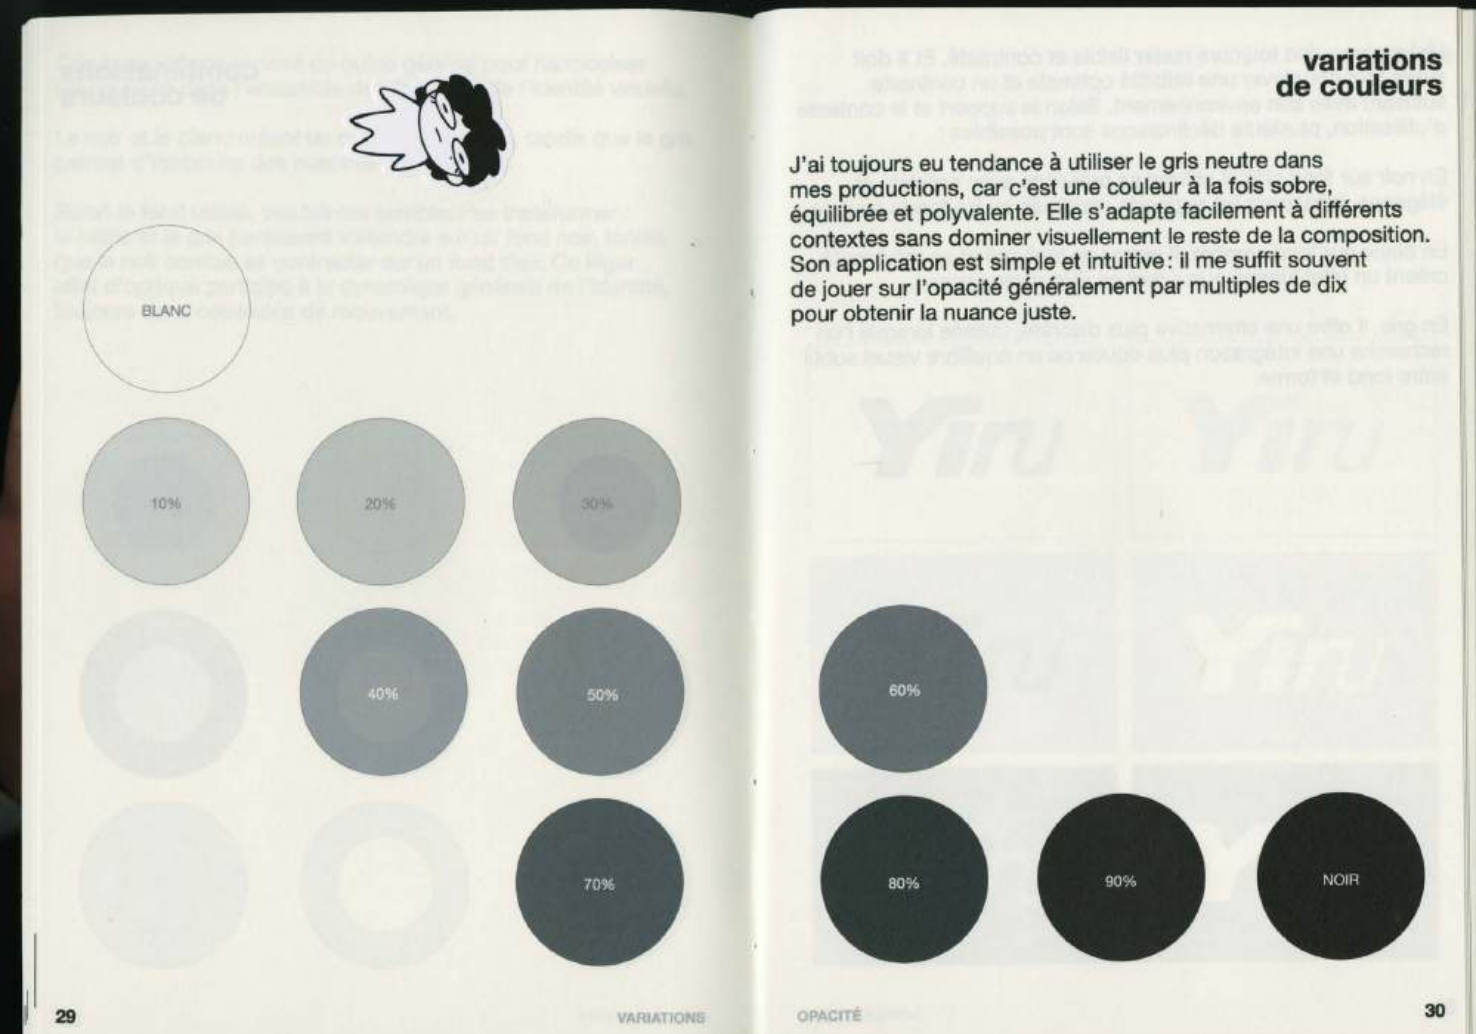 BLANC
10%
20%
30%
40%
50%
70%
29
VARIATIONS
variations
de couleurs
J'ai toujours eu tendance à utiliser le gris neutre dans
mes productions, car c'est une couleur à la fois sobre,
équilibrée et polyvalente. Elle s'adapte facilement à différents
contextes sans dominer visuellement le reste de la composition.
Son application est simple et intuitive : il me suffit souvent
de jouer sur l'opacité généralement par multiples de dix
pour obtenir la nuance juste.
Yiru
Yiru
Yiru
60%
80%
90%
NOIR
OPACITÉ
30